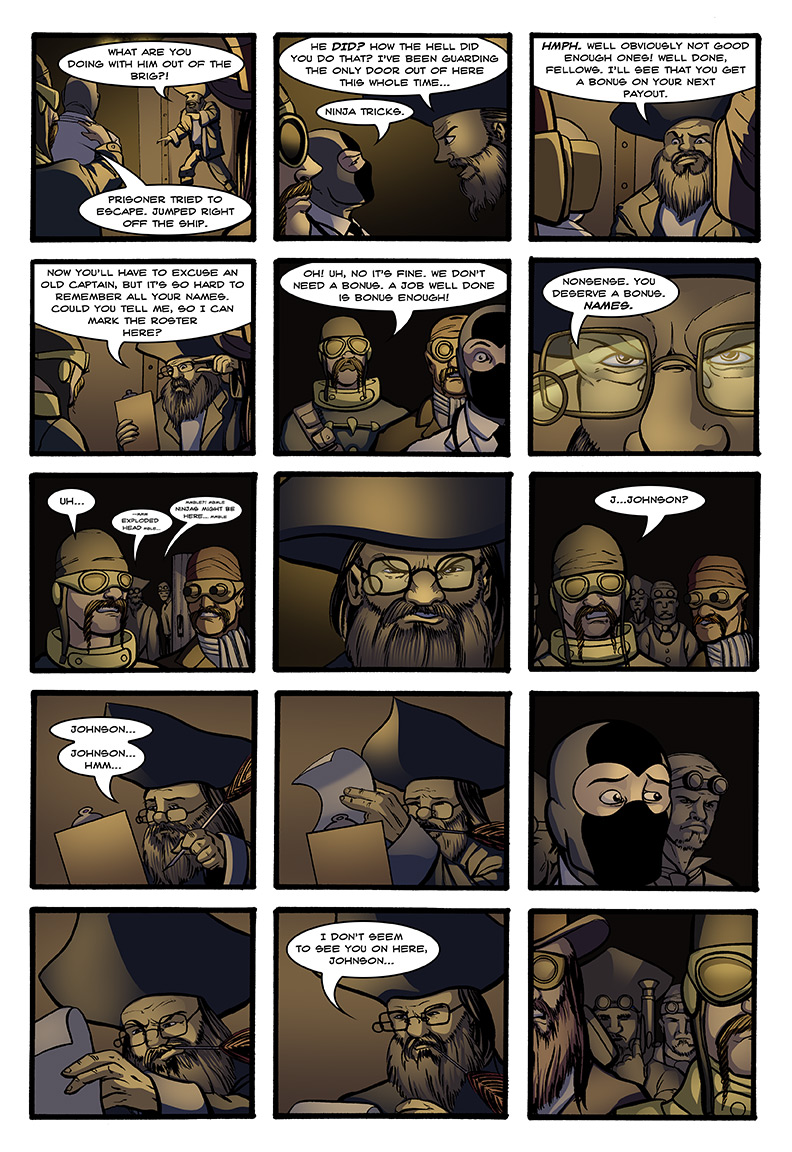 WHAT ARE YOU
DOING WITH HIM OUT OF THE
BRIG?!
PRISONER TRIED TO
ESCAPE. JUMPED RIGHT
OFF THE SHIP.
HE DID? HOW THE HELL DID
YOU DO THAT? I'VE BEEN GUARDING
THE ONLY DOOR OUT OF HERE
THIS WHOLE TIME...
NINJA TRICKS.
HMPH. WELL OBVIOUSLY NOT GOOD
ENOUGH ONES! WELL DONE,
FELLOWS. I'LL SEE THAT YOU GET
A BONUS ON YOUR NEXT
PAYOUT.
NOW YOU'LL HAVE TO EXCUSE AN
OLD CAPTAIN, BUT IT'S SO HARD TO
REMEMBER ALL YOUR NAMES.
COULD YOU TELL ME, SO I CAN
MARK THE ROSTER
HERE?
OH! UH, NO IT'S FINE. WE DON'T
NEED A BONUS. A JOB WELL DONE
IS BONUS ENOUGH!
NONSENSE. YOU
DESERVE A BONUS.
NAMES.
UH...
EXPLODED
HEAD
NINJAS MIGHT BE
HERE...
J...JOHNSON?
JOHNSON...
JOHNSON...
HMM...
I DON'T SEEM
TO SEE YOU ON HERE,
JOHNSON...